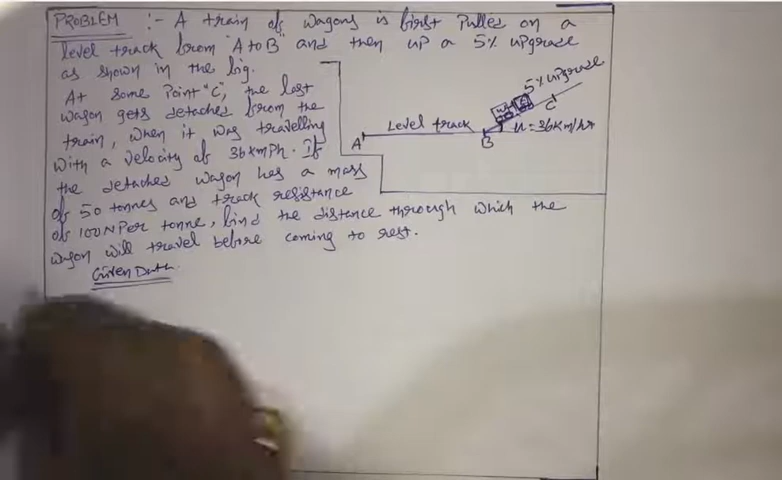 PROBLEM :- A train of wagons is first pulled on a
level track from "A to B" and then up a 5% upgrade
as shown in the fig.
At some Point "C", the last
wagon gets detached from the
train, when it was travelling
with a velocity of 36 kmph. If
the detached wagon has a mass
of 50 tonnes and track resistance
of 100N Per tonne, find the distance through which the
wagon will travel before coming to rest.
Given Data
5% upgrade
C
Level track
u = 36 Km/hr
A
B